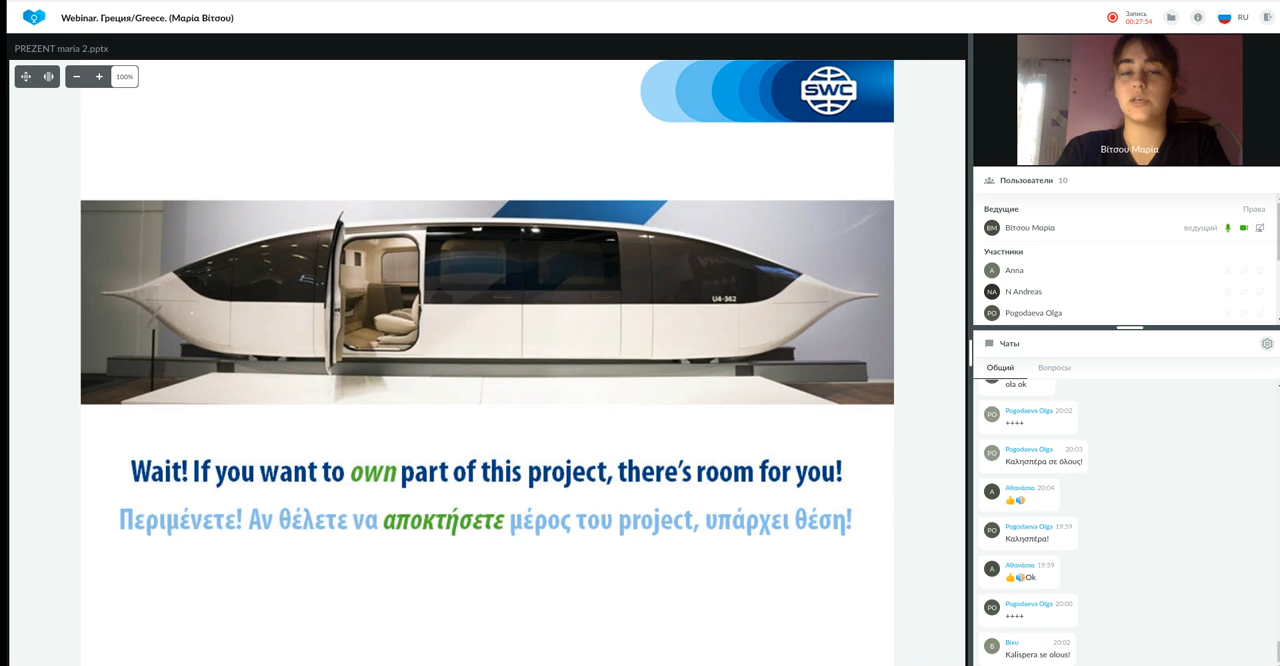 Webinar. Греция/Greece. (Μαρία Βίτσου)
Запись
00:27:54
RU
PREZENT maria 2.pptx
100%
SWC
U4-362
Wait! If you want to own part of this project, there's room for you!
Περιμένετε! Αν θέλετε να αποκτήσετε μέρος του project, υπάρχει θέση!
Βίτσου Μαρία
Пользователи 10
Ведущие Права
ВМ Βίτσου Μαρία ведущий
Участники
A Anna
NA N Andreas
PO Pogodaeva Olga
Чаты
Общий Вопросы
ola ok
PO Pogodaeva Olga 20:02
++++
PO Pogodaeva Olga 20:03
Καλησπέρα σε όλους!
A Αθανάσια 20:04
PO Pogodaeva Olga 19:59
Καλησπέρα!
A Αθανάσια 19:59
Ok
PO Pogodaeva Olga 20:00
++++
B 20:02
Kalispera se olous!